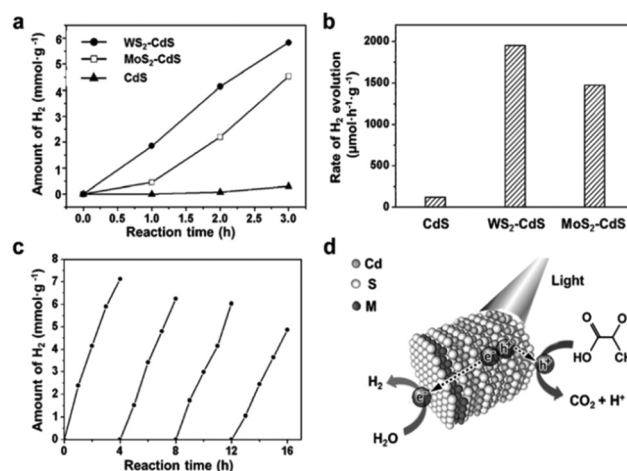 a
Amount of H₂ (mmol·g⁻¹)
6
5
4
3
2
1
0
WS₂-CdS
MoS₂-CdS
CdS
0.0 0.5 1.0 1.5 2.0 2.5 3.0
Reaction time (h)
b
Rate of H₂ evolution
(μmol·h⁻¹·g⁻¹)
2000
1500
1000
500
0
CdS WS₂-CdS MoS₂-CdS
c
Amount of H₂ (mmol·g⁻¹)
8
7
6
5
4
3
2
1
0
0 4 8 12 16
Reaction time (h)
d
Cd
S
M
Light
e⁻ h⁺
h⁺
e⁻
H₂
H₂O
O
HO
O
CO₂ + H⁺